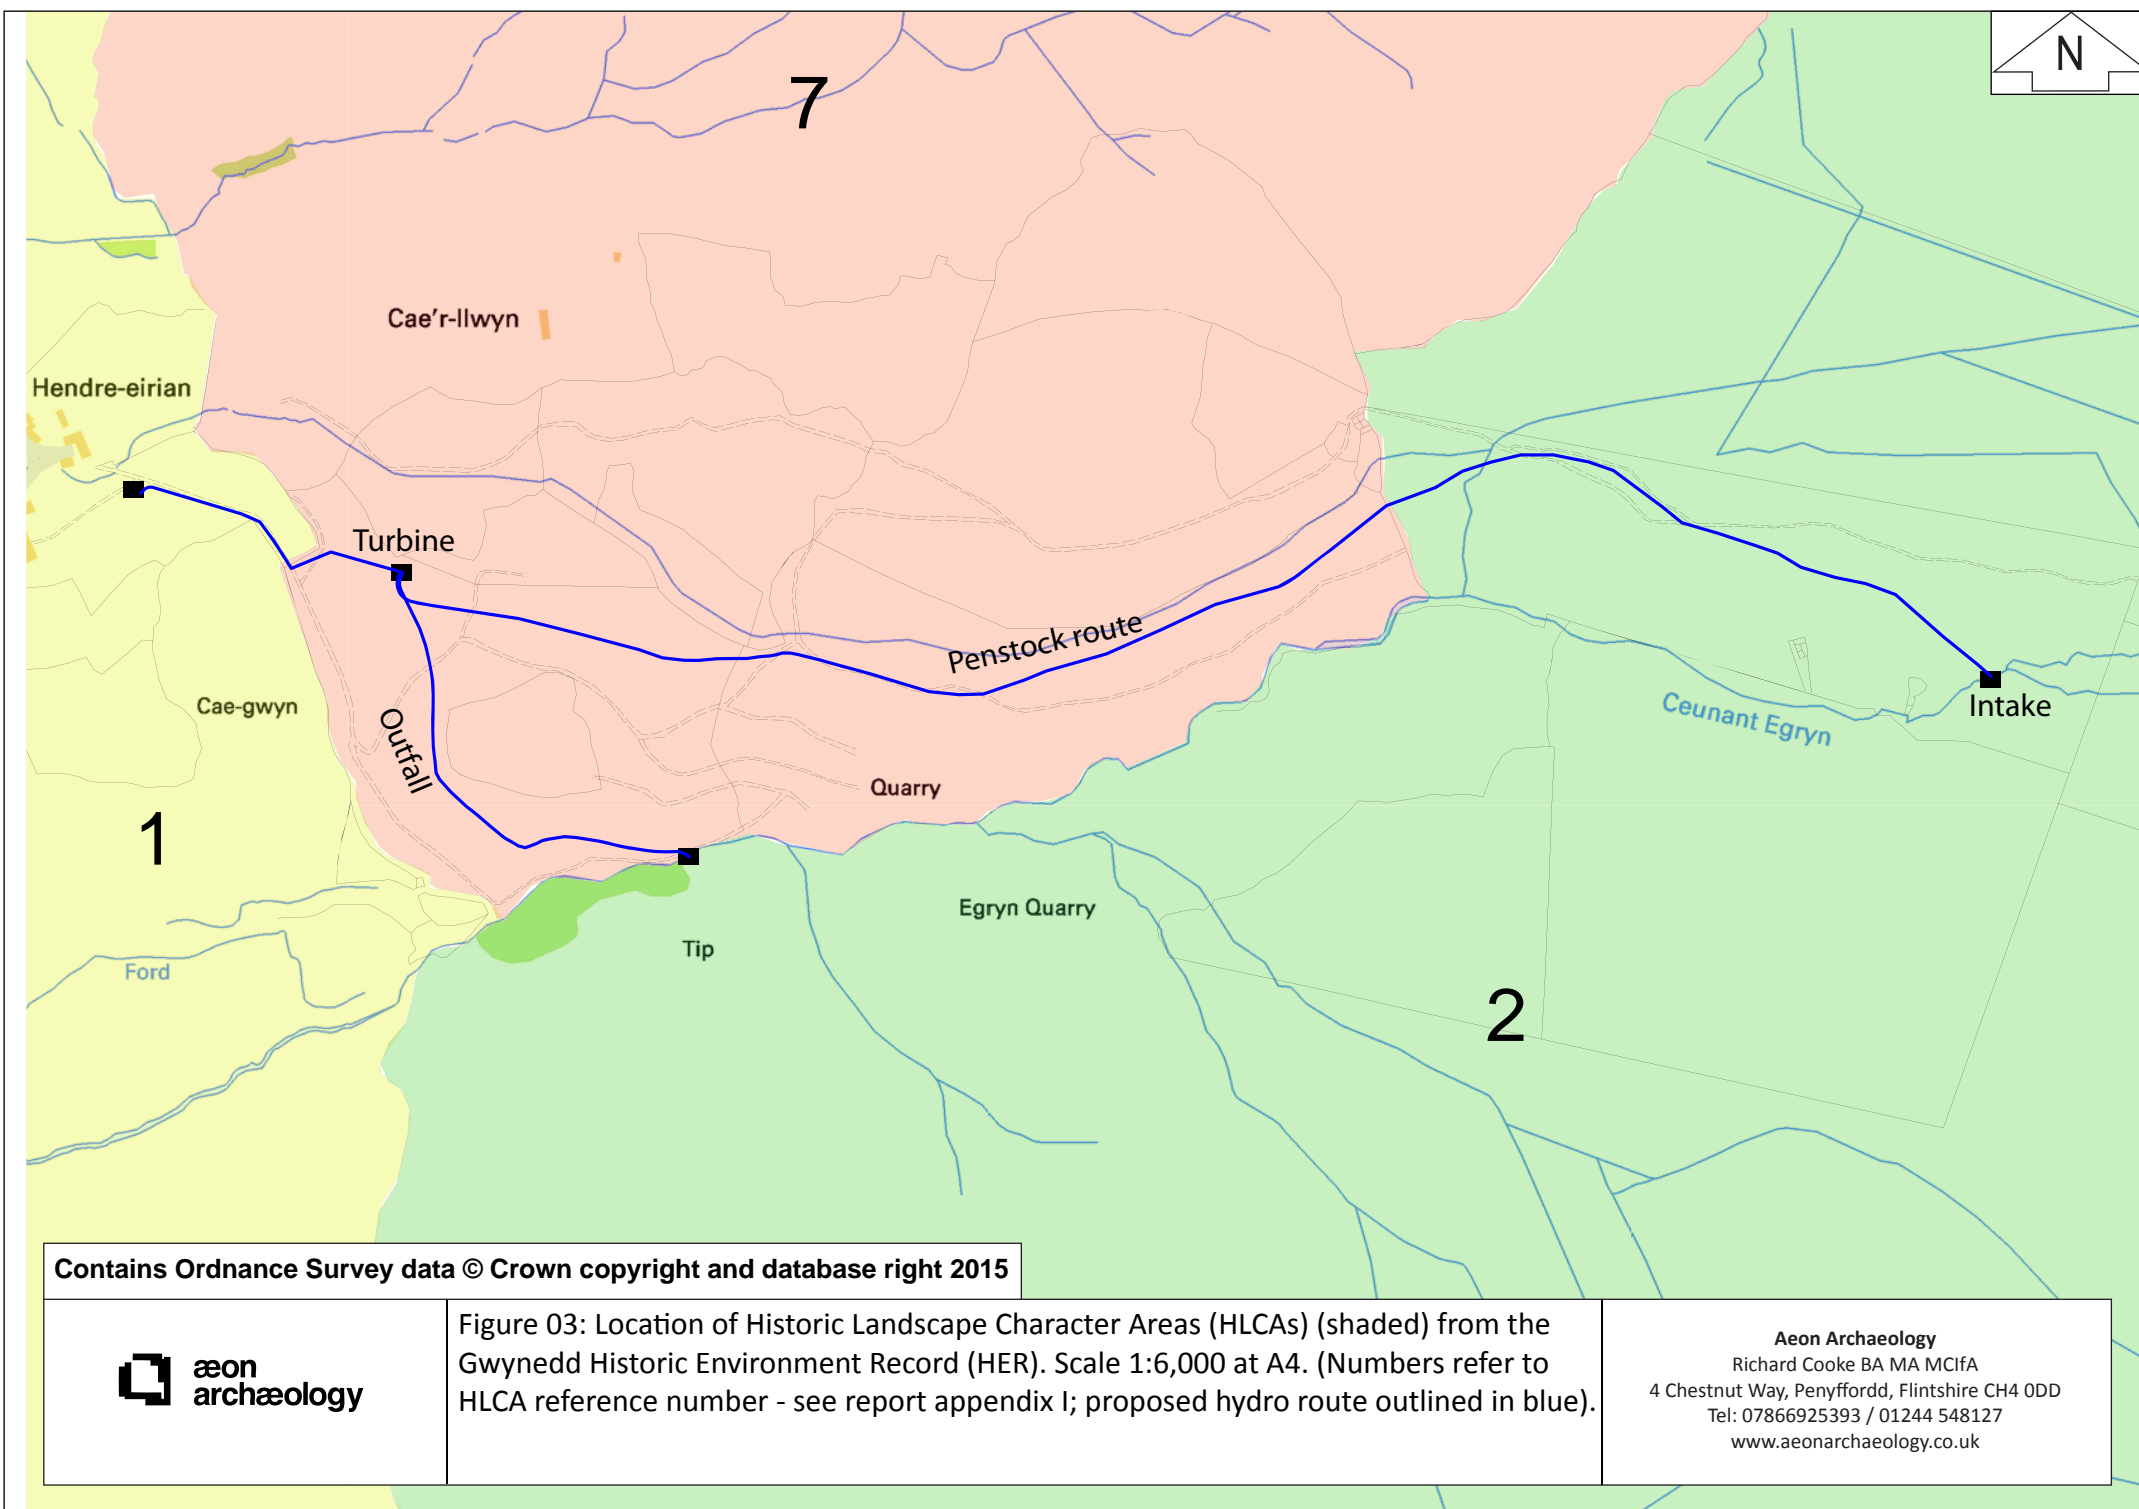 N
7
Cae'r-llwyn
Hendre-eirian
Turbine
Penstock route
Cae-gwyn
Outfall
Ceunant Egryn
Intake
Quarry
1
Egryn Quarry
Tip
Ford
2
Contains Ordnance Survey data © Crown copyright and database right 2015
æon
archæology
Figure 03: Location of Historic Landscape Character Areas (HLCAs) (shaded) from the
Gwynedd Historic Environment Record (HER). Scale 1:6,000 at A4. (Numbers refer to
HLCA reference number - see report appendix I; proposed hydro route outlined in blue).
Aeon Archaeology
Richard Cooke BA MA MCIfA
4 Chestnut Way, Penyffordd, Flintshire CH4 0DD
Tel: 07866925393 / 01244 548127
www.aeonarchaeology.co.uk